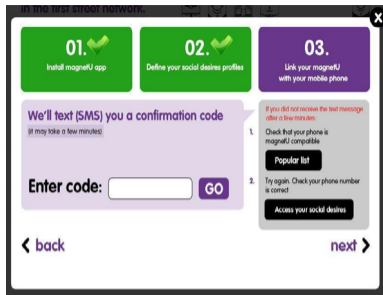 in the first street network.
X
01.
Install magnetU app
02.
Define your social desires profiles
03.
Link your magnetU
with your mobile phone
We'll text (SMS) you a confirmation code
(it may take a few minutes)
Enter code:
GO
If you did not receive the text message
after a few minutes:
1. Check that your phone is
magnetU compatible
Popular list
2. Try again. Check your phone number
is correct
Access your social desires
back
next